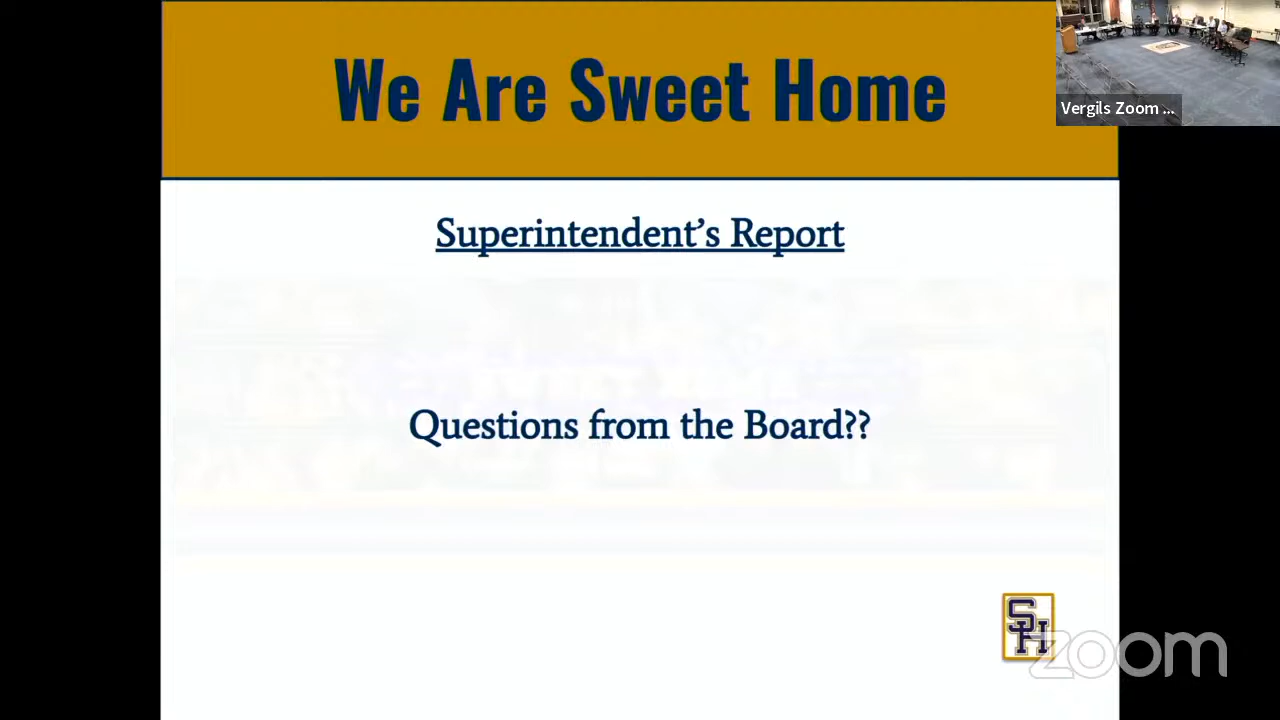 We Are Sweet Home
Vergils Zoom ...
Superintendent's Report
Questions from the Board??
SH
zoom